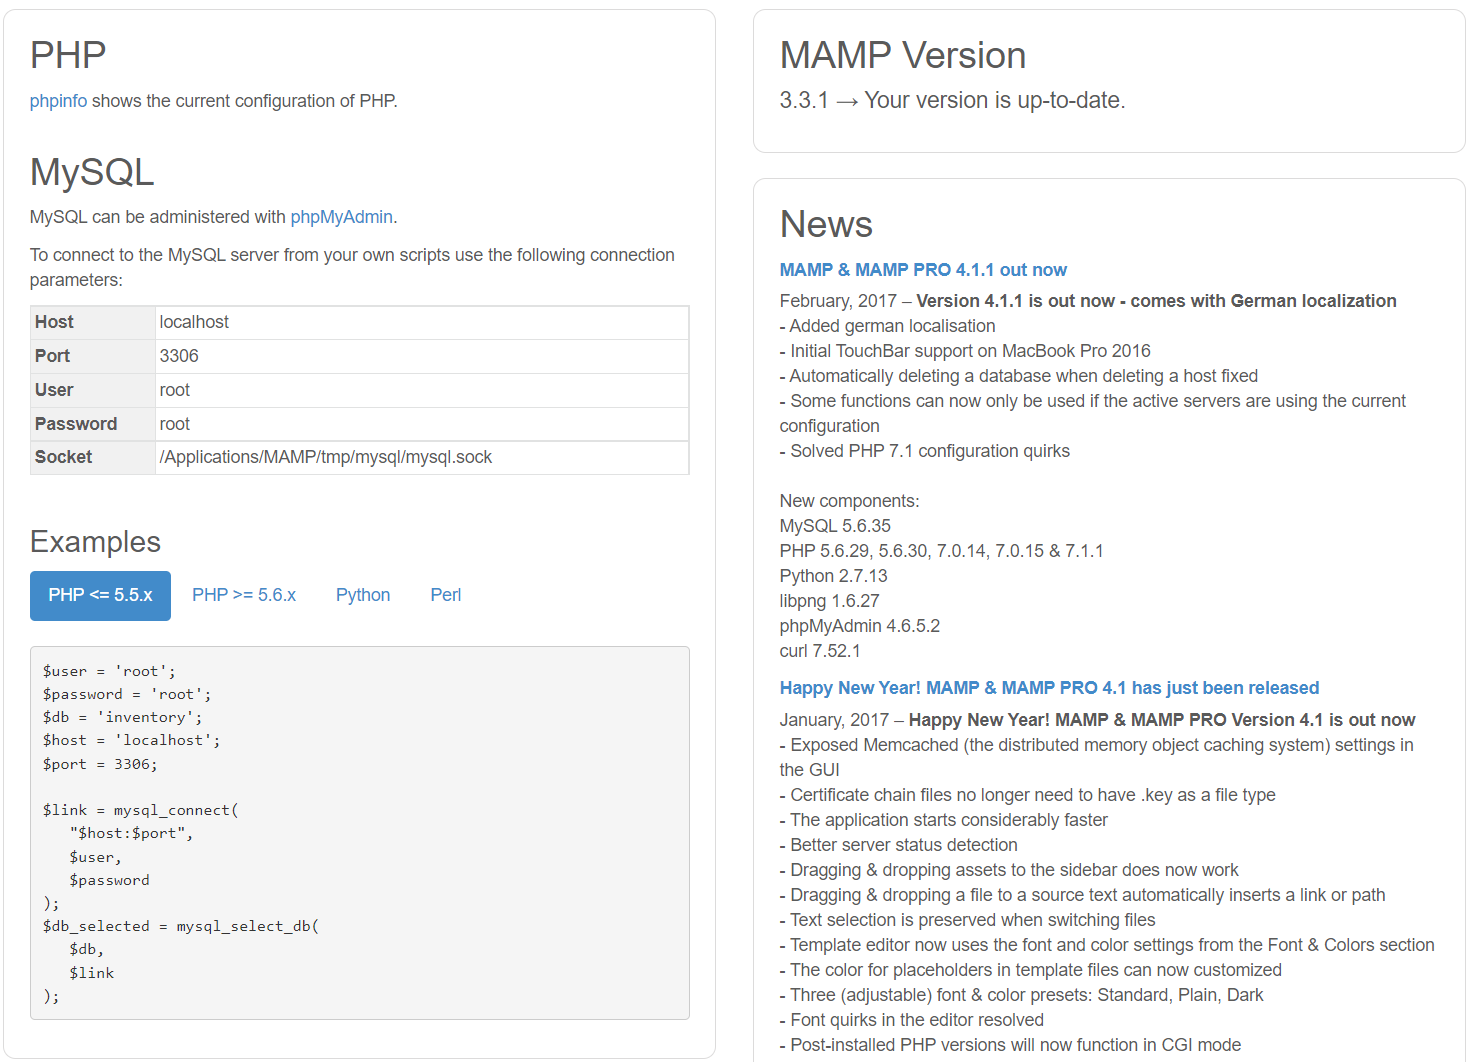 PHP
phpinfo shows the current configuration of PHP.
MySQL
MySQL can be administered with phpMyAdmin.
To connect to the MySQL server from your own scripts use the following connection
parameters:
Host localhost
Port 3306
User root
Password root
Socket /Applications/MAMP/tmp/mysql/mysql.sock
Examples
PHP <= 5.5.x PHP >= 5.6.x Python Perl
$user = 'root';
$password = 'root';
$db = 'inventory';
$host = 'localhost';
$port = 3306;

$link = mysql_connect(
   "$host:$port",
   $user,
   $password
);
$db_selected = mysql_select_db(
   $db,
   $link
);
MAMP Version
3.3.1 → Your version is up-to-date.
News
MAMP & MAMP PRO 4.1.1 out now
February, 2017 – Version 4.1.1 is out now - comes with German localization
- Added german localisation
- Initial TouchBar support on MacBook Pro 2016
- Automatically deleting a database when deleting a host fixed
- Some functions can now only be used if the active servers are using the current
configuration
- Solved PHP 7.1 configuration quirks

New components:
MySQL 5.6.35
PHP 5.6.29, 5.6.30, 7.0.14, 7.0.15 & 7.1.1
Python 2.7.13
libpng 1.6.27
phpMyAdmin 4.6.5.2
curl 7.52.1
Happy New Year! MAMP & MAMP PRO 4.1 has just been released
January, 2017 – Happy New Year! MAMP & MAMP PRO Version 4.1 is out now
- Exposed Memcached (the distributed memory object caching system) settings in
the GUI
- Certificate chain files no longer need to have .key as a file type
- The application starts considerably faster
- Better server status detection
- Dragging & dropping assets to the sidebar does now work
- Dragging & dropping a file to a source text automatically inserts a link or path
- Text selection is preserved when switching files
- Template editor now uses the font and color settings from the Font & Colors section
- The color for placeholders in template files can now customized
- Three (adjustable) font & color presets: Standard, Plain, Dark
- Font quirks in the editor resolved
- Post-installed PHP versions will now function in CGI mode